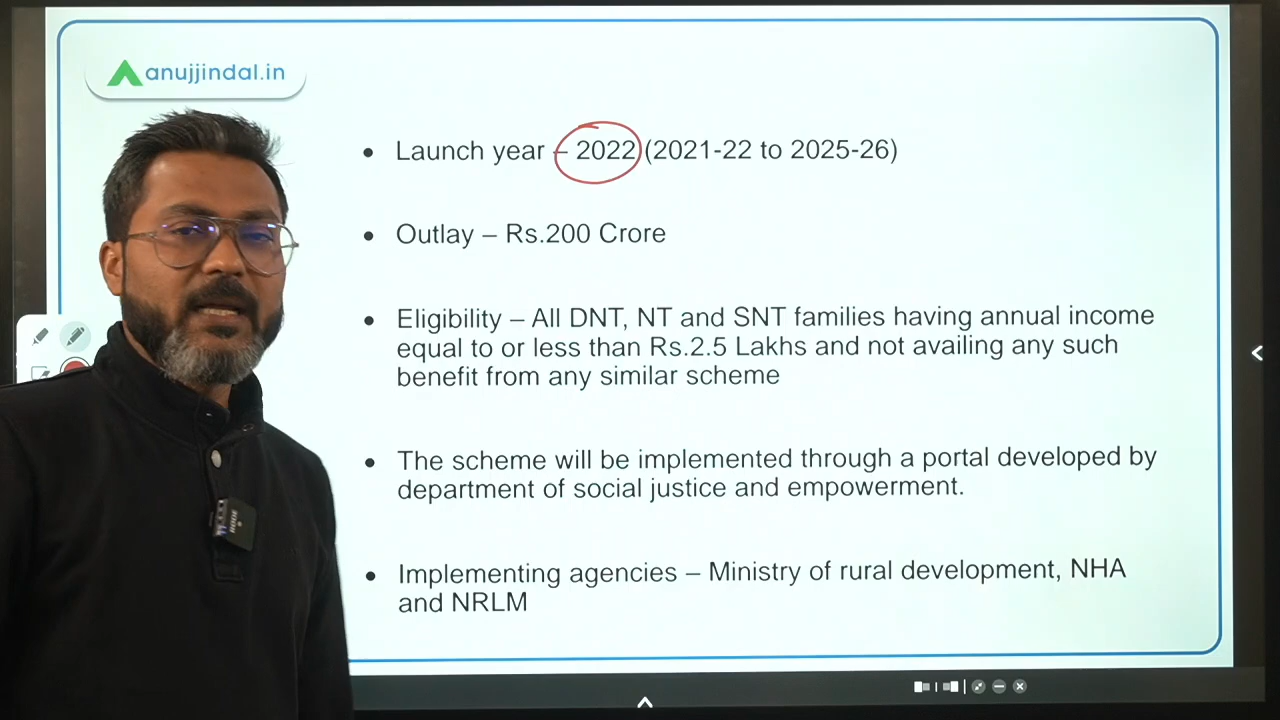 anujjindal.in
• Launch year – 2022 (2021-22 to 2025-26)
• Outlay – Rs.200 Crore
• Eligibility – All DNT, NT and SNT families having annual income
equal to or less than Rs.2.5 Lakhs and not availing any such
benefit from any similar scheme
• The scheme will be implemented through a portal developed by
department of social justice and empowerment.
• Implementing agencies – Ministry of rural development, NHA
and NRLM
RODE